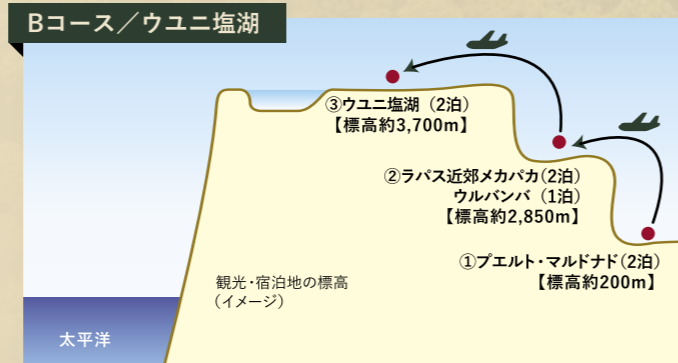 Bコース／ウユニ塩湖
③ウユニ塩湖（2泊）
【標高約3,700m】
②ラパス近郊メカパカ（2泊）
ウルバンバ（1泊）
【標高約2,850m】
①プエルト・マルドナド（2泊）
【標高約200m】
観光・宿泊地の標高
（イメージ）
太平洋